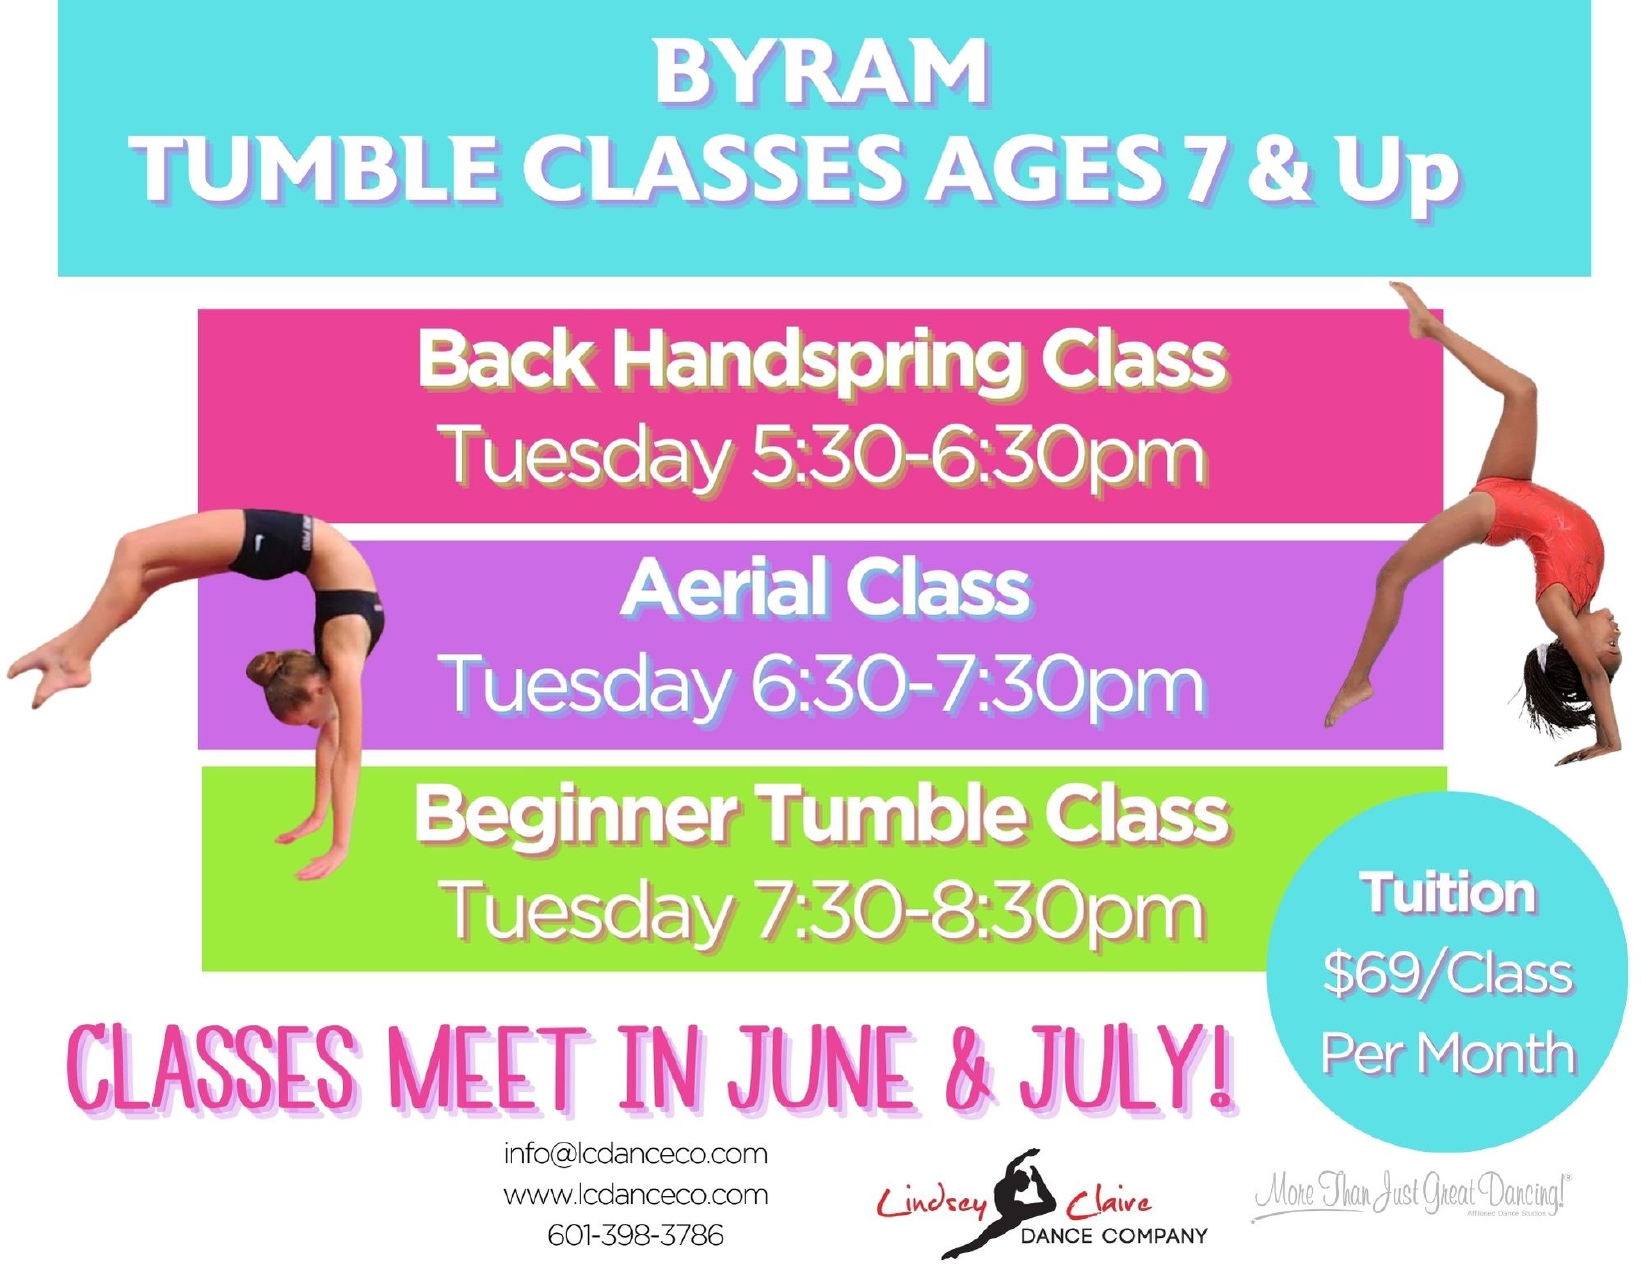 BYRAM
TUMBLE CLASSES AGES 7 & Up
Back Handspring Class
Tuesday 5:30-6:30pm
Aerial Class
Tuesday 6:30-7:30pm
Beginner Tumble Class
Tuesday 7:30-8:30pm
Tuition
$69/Class
Per Month
CLASSES MEET IN JUNE & JULY!
info@lcdanceco.com
www.lcdanceco.com
601-398-3786
Lindsey Claire
DANCE COMPANY
More Than Just Great Dancing!®
Affiliated Dance Studios